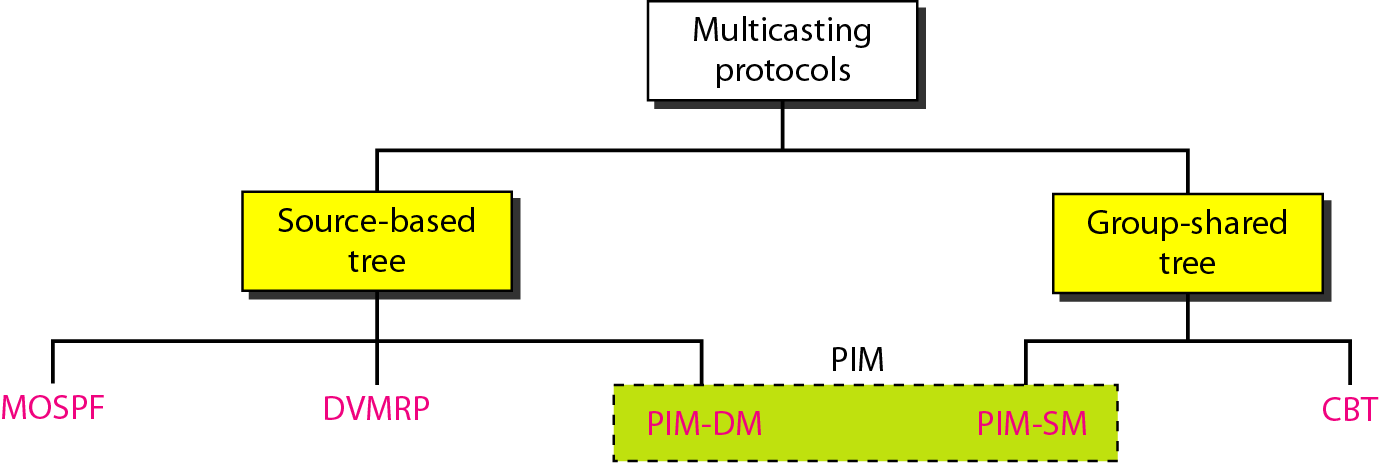 Multicasting
protocols
Source-based
tree
Group-shared
tree
PIM
MOSPF
DVMRP
PIM-DM
PIM-SM
CBT